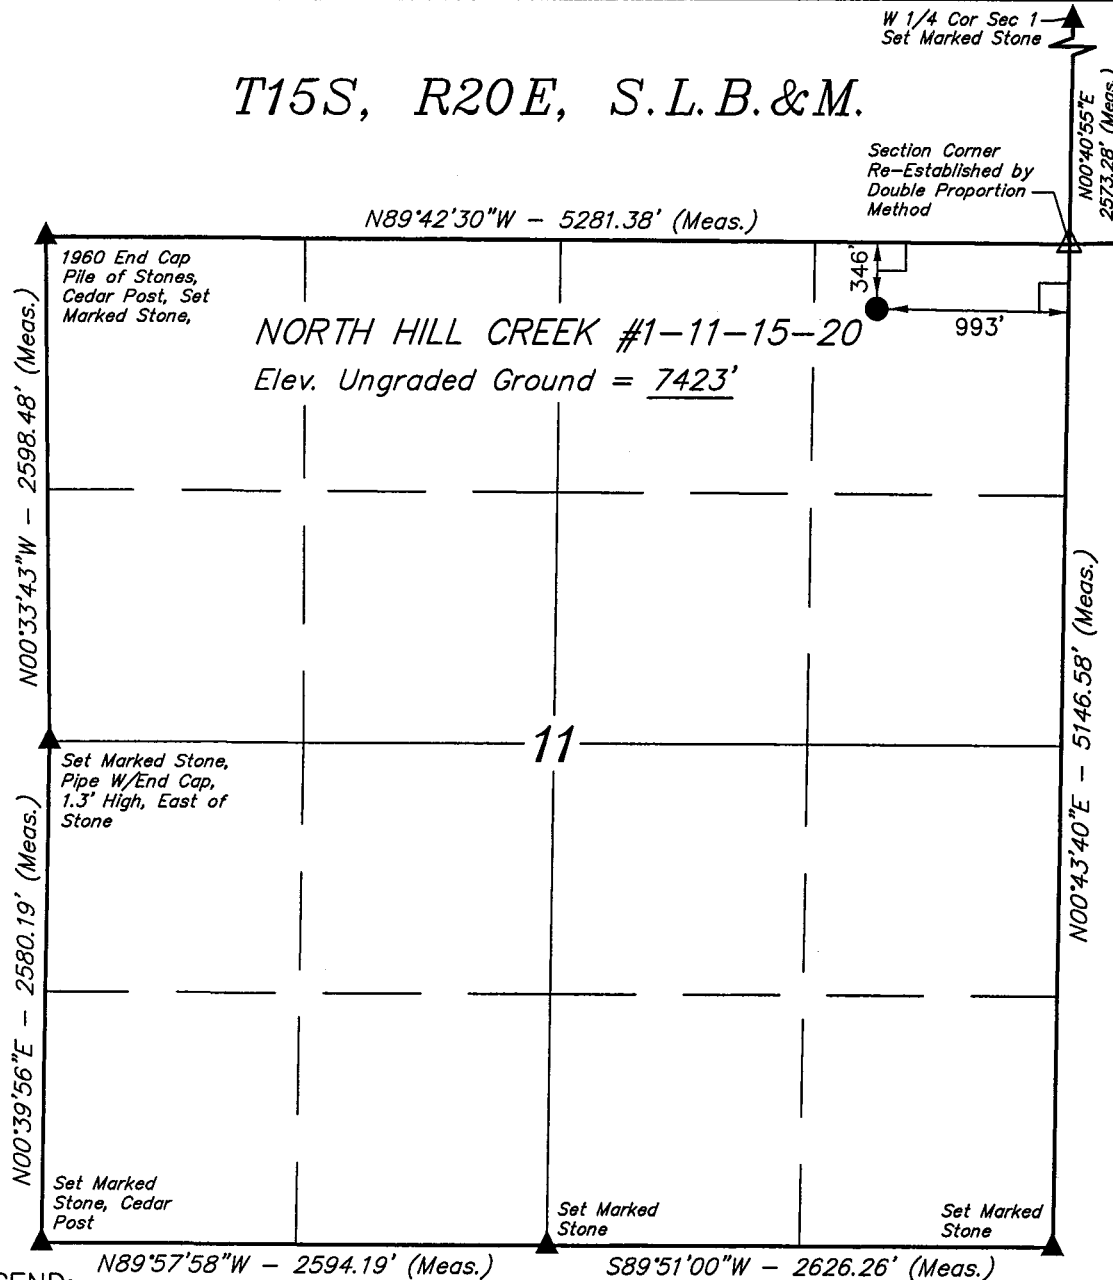 W 1/4 Cor Sec 1
Set Marked Stone
T15S, R20E, S.L.B.&M.
N00°40'55"E
2573.28' (Meas.)
Section Corner
Re-Established by
Double Proportion
Method
N89°42'30"W - 5281.38' (Meas.)
1960 End Cap
Pile of Stones,
Cedar Post, Set
Marked Stone,
346'
993'
NORTH HILL CREEK #1-11-15-20
Elev. Ungraded Ground = 7423'
N00°33'43"W - 2598.48' (Meas.)
N00°43'40"E - 5146.58' (Meas.)
11
Set Marked Stone,
Pipe W/End Cap,
1.3' High, East of
Stone
N00°39'56"E - 2580.19' (Meas.)
Set Marked
Stone, Cedar
Post
Set Marked
Stone
Set Marked
Stone
N89°57'58"W - 2594.19' (Meas.)
S89°51'00"W - 2626.26' (Meas.)